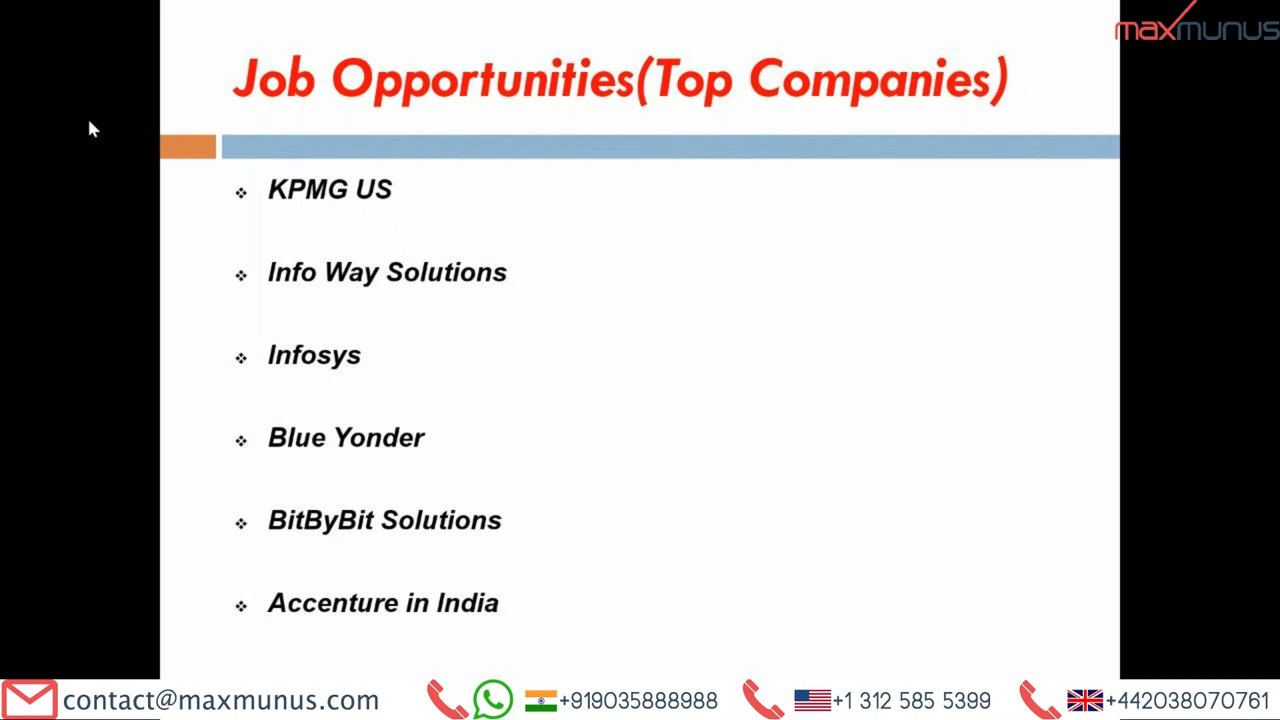 maxmunus
Job Opportunities(Top Companies)
KPMG US
Info Way Solutions
Infosys
Blue Yonder
BitByBit Solutions
Accenture in India
contact@maxmunus.com +919035888988 +1 312 585 5399 +442038070761